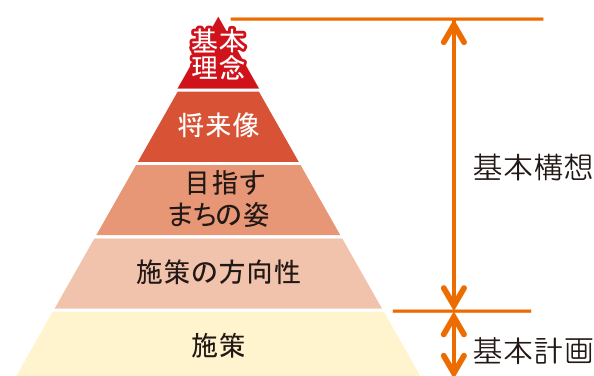 基本
理念
将来像
目指す
まちの姿
施策の方向性
施策
基本構想
基本計画